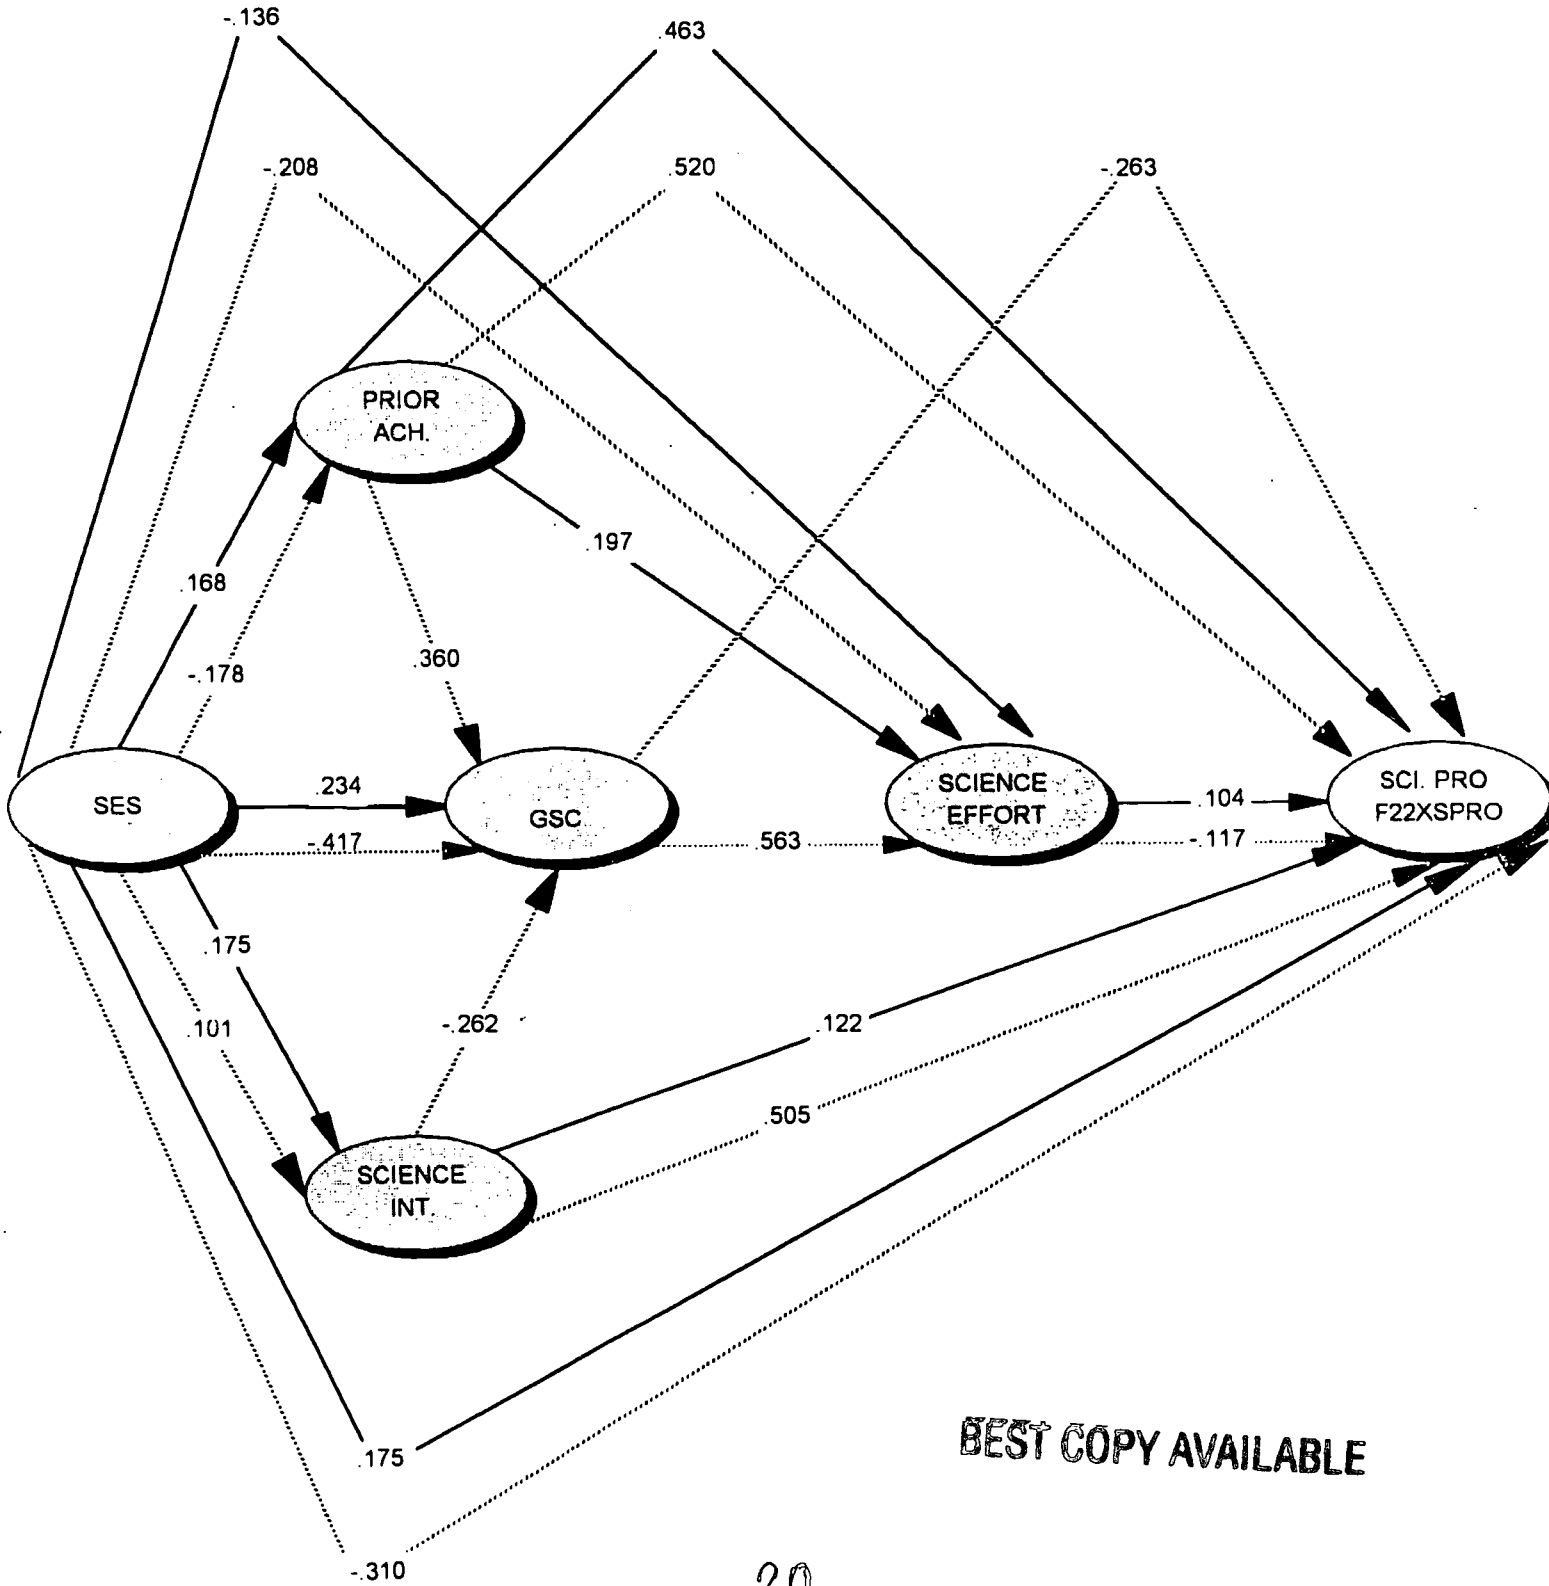 -.136
.463
-.208
.520
-.263
PRIOR
ACH.
.197
.168
-.178
.360
SES
.234
-.417
GSC
.563
SCIENCE
EFFORT
.104
-.117
SCI. PRO
F22XSPRO
.175
.101
-.262
.122
.505
SCIENCE
INT.
.175
-.310
BEST COPY AVAILABLE
20